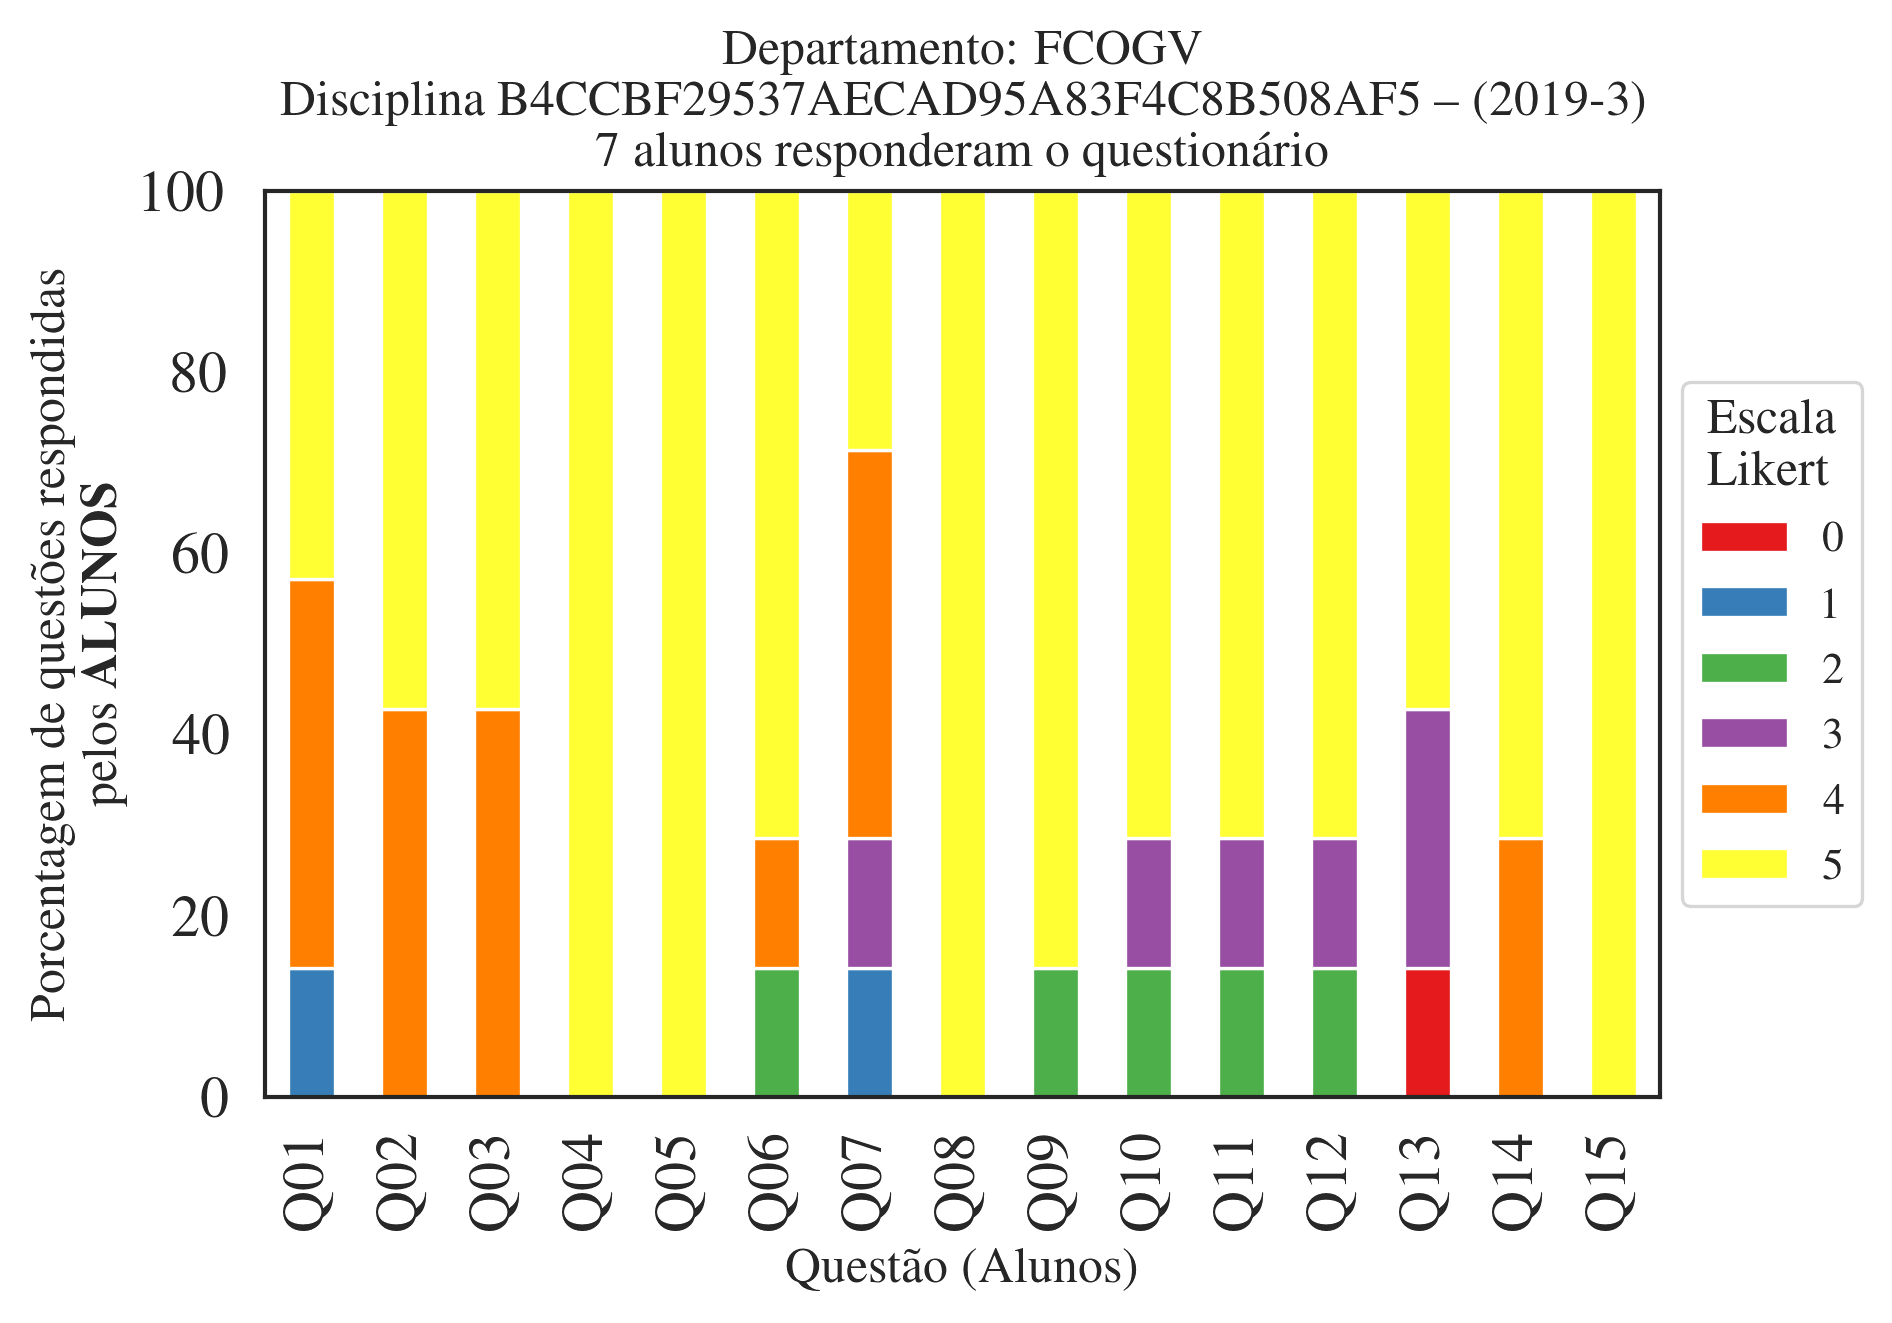 Departamento: FCOGV
Disciplina B4CCBF29537AECAD95A83F4C8B508AF5 – (2019-3)
7 alunos responderam o questionário
Porcentagem de questões respondidas
pelos ALUNOS
100
80
60
40
20
0
Q01
Q02
Q03
Q04
Q05
Q06
Q07
Q08
Q09
Q10
Q11
Q12
Q13
Q14
Q15
Questão (Alunos)
Escala
Likert
0
1
2
3
4
5